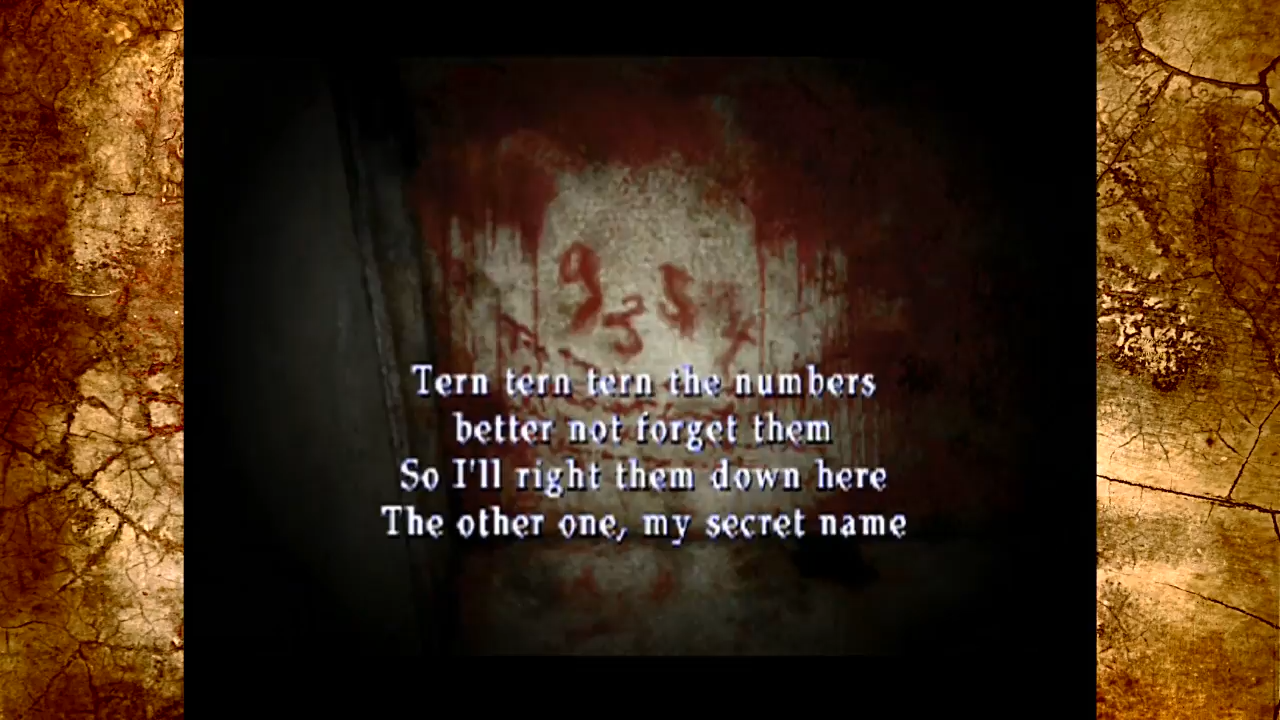 Tern tern tern the numbers
better not forget them
So I'll right them down here
The other one, my secret name